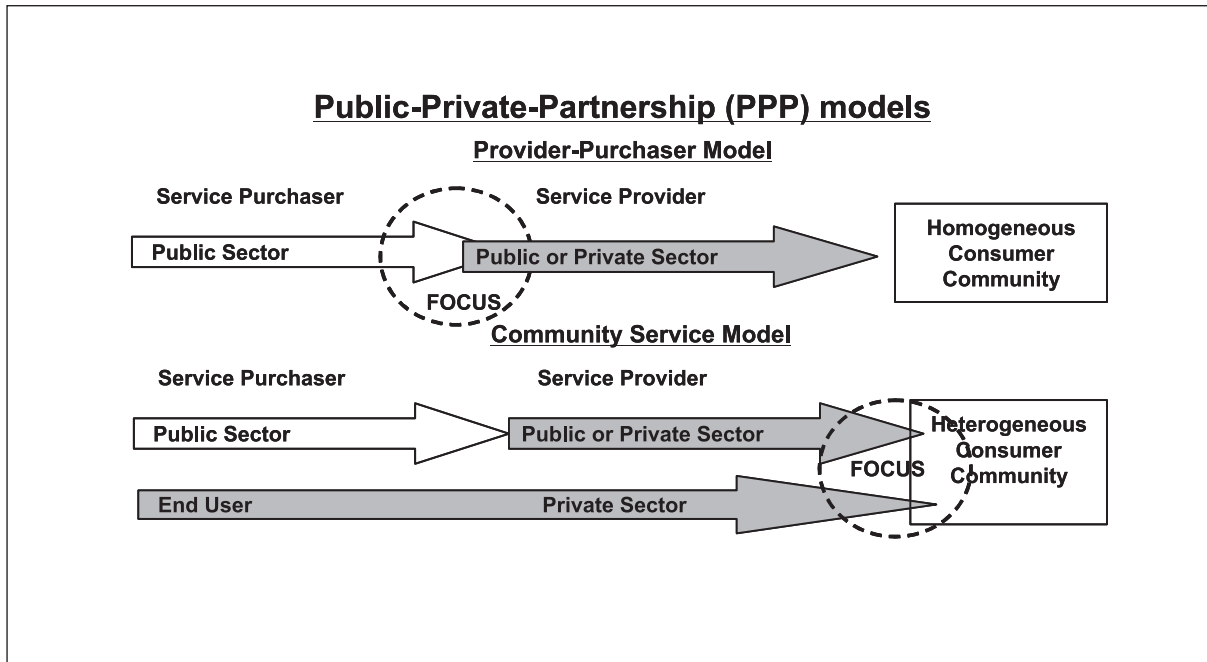 Public-Private-Partnership (PPP) models
Provider-Purchaser Model
Service Purchaser
Service Provider
Public Sector
Public or Private Sector
FOCUS
Homogeneous
Consumer
Community
Community Service Model
Service Purchaser
Service Provider
Public Sector
Public or Private Sector
FOCUS
Heterogeneous
Consumer
Community
End User
Private Sector